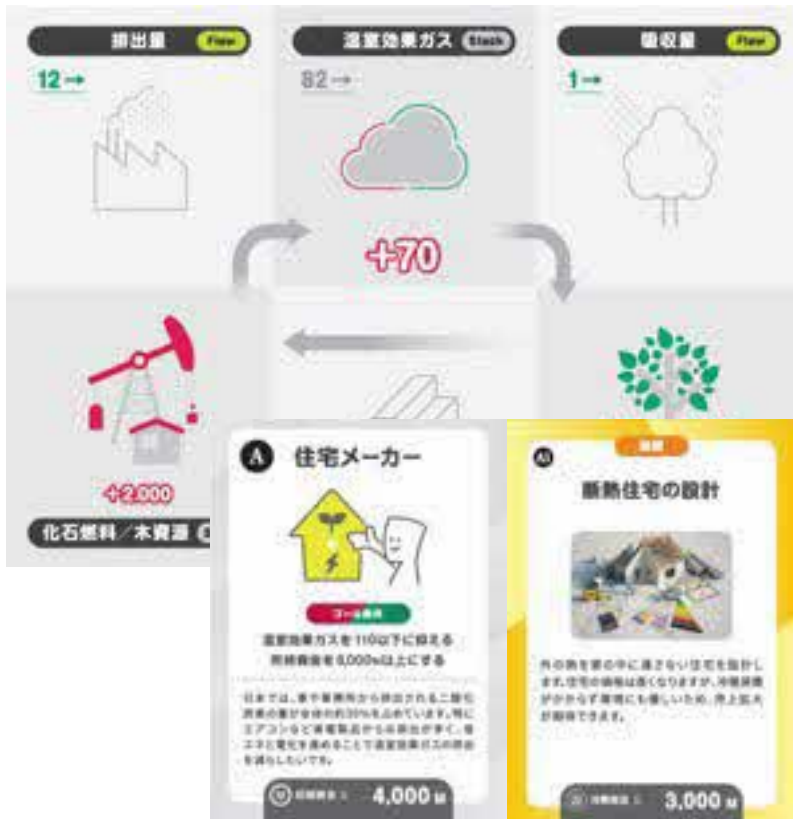 排出量 Flow
温室効果ガス Stock
吸収量 Flow
12→
82→
1→
+70
+2,000
化石燃料/木資源
A 住宅メーカー
ゴール条件
温室効果ガスを110以下に抑える
所持資金を6,000M以上にする
日本では、家や事務所から排出される二酸化
炭素の量が全体の約30%を占めています。特に
エアコンなど家電製品からの排出が多く、省
エネと電化を進めることで温室効果ガスの排出
を減らしたいです。
4,000 M
断熱住宅の設計
外の熱を家の中に通さない住宅を設計し
ます。住宅の価格は高くなりますが、冷暖房費
がかからず環境にも優しいため、売上拡大
が期待できます。
3,000 M